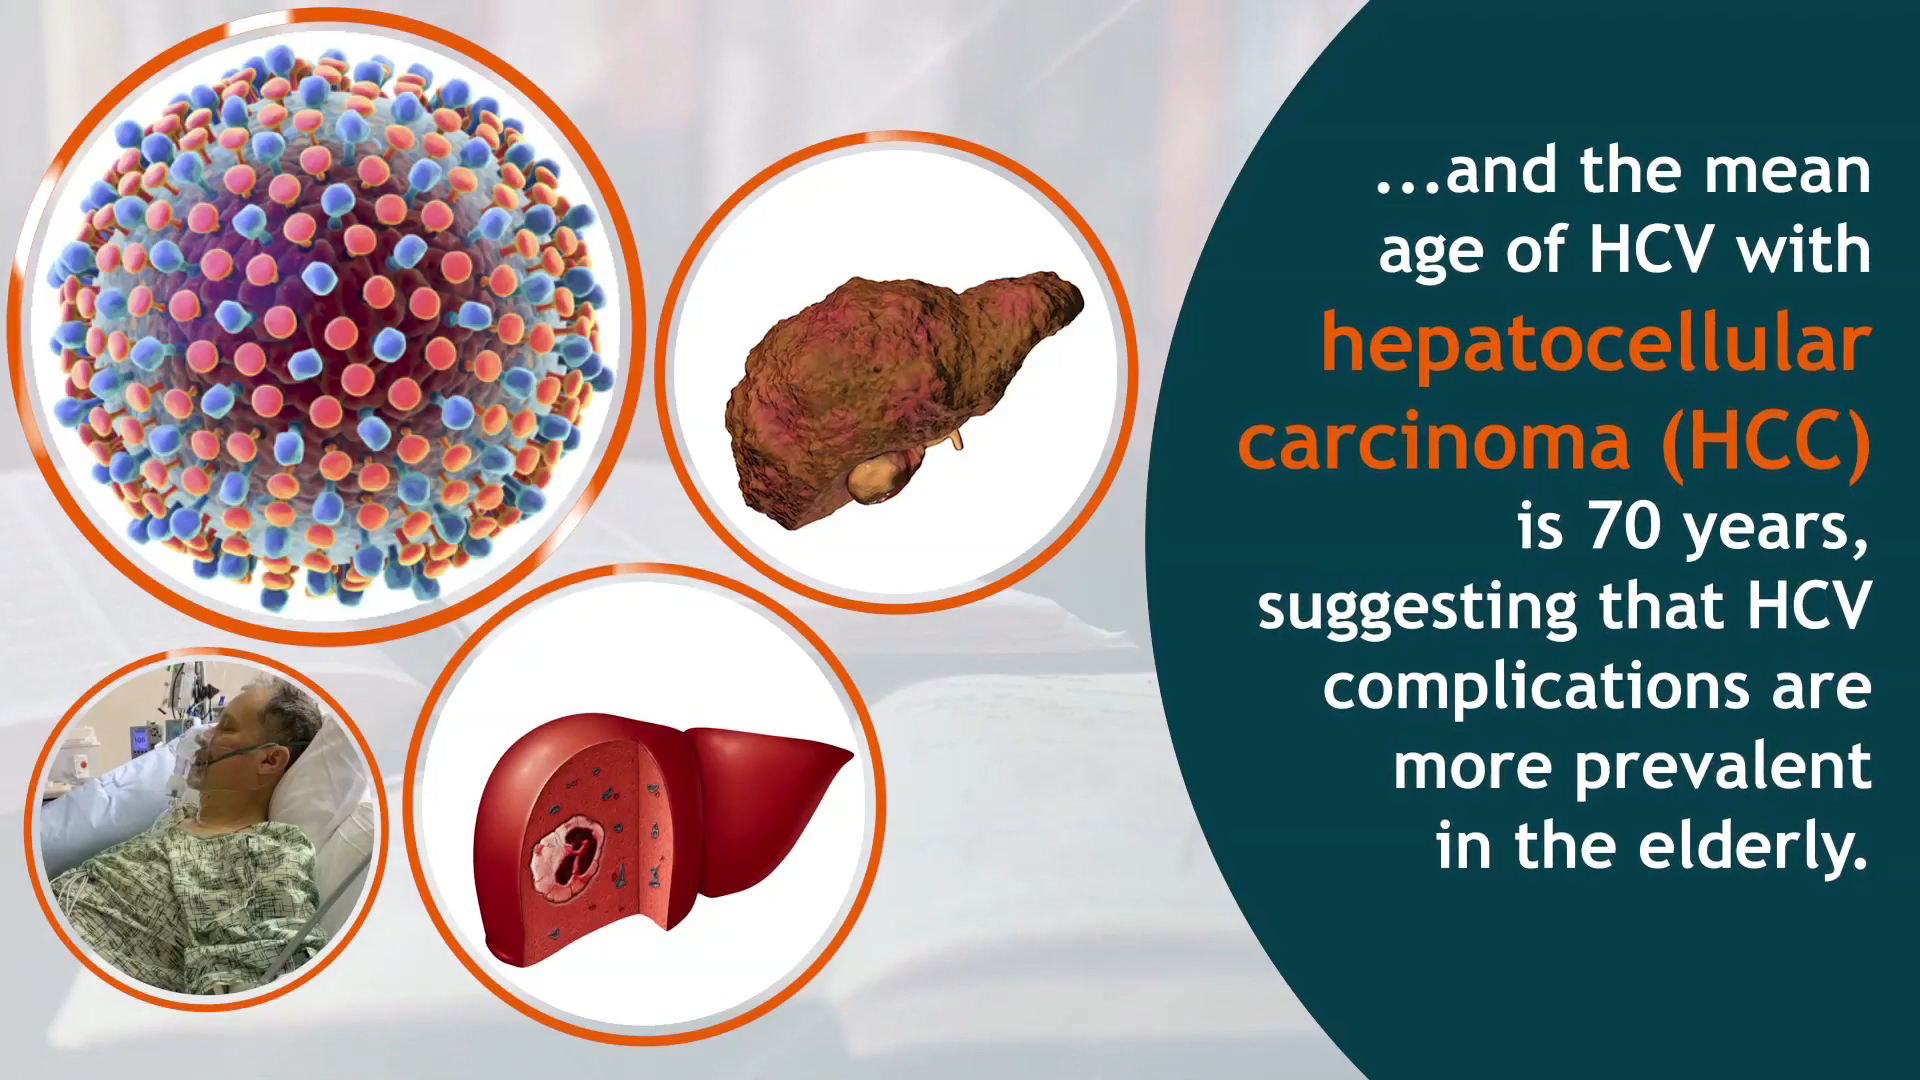 ...and the mean
age of HCV with
hepatocellular
carcinoma (HCC)
is 70 years,
suggesting that HCV
complications are
more prevalent
in the elderly.